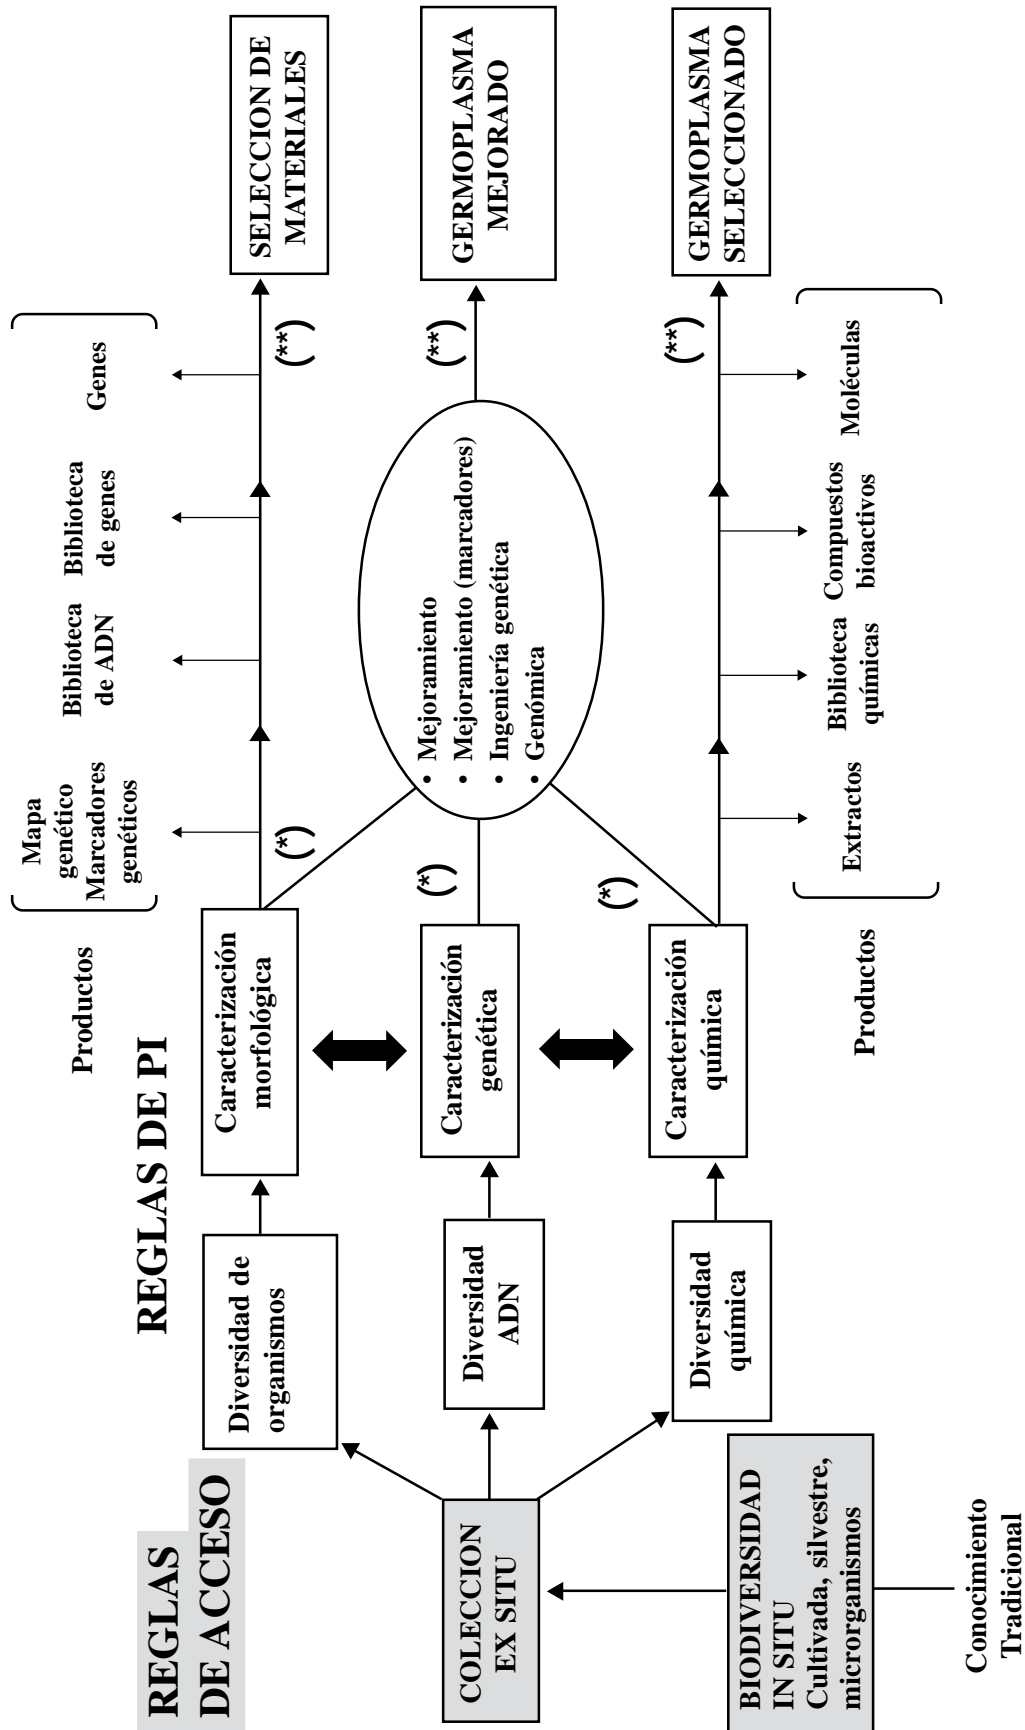 REGLAS
DE ACCESO
REGLAS DE PI
COLECCION
EX SITU
BIODIVERSIDAD
IN SITU
Cultivada, silvestre,
microrganismos
Conocimiento
Tradicional
Diversidad de
organismos
Diversidad
ADN
Diversidad
química
Caracterización
morfológica
Caracterización
genética
Caracterización
química
Productos
Mapa
genético
Marcadores
genéticos
Biblioteca
de ADN
Biblioteca
de genes
Genes
(*)
(*)
(*)
• Mejoramiento
• Mejoramiento (marcadores)
• Ingeniería genética
• Genómica
(**)
(**)
(**)
Productos
Extractos
Biblioteca
químicas
Compuestos
bioactivos
Moléculas
SELECCION DE
MATERIALES
GERMOPLASMA
MEJORADO
GERMOPLASMA
SELECCIONADO